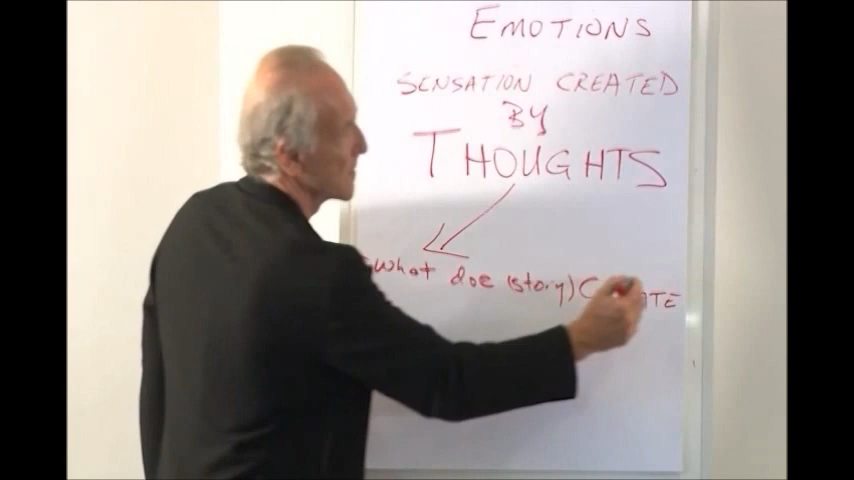 EMOTIONS
SENSATION CREATED
BY
THOUGHTS
what doe (story)